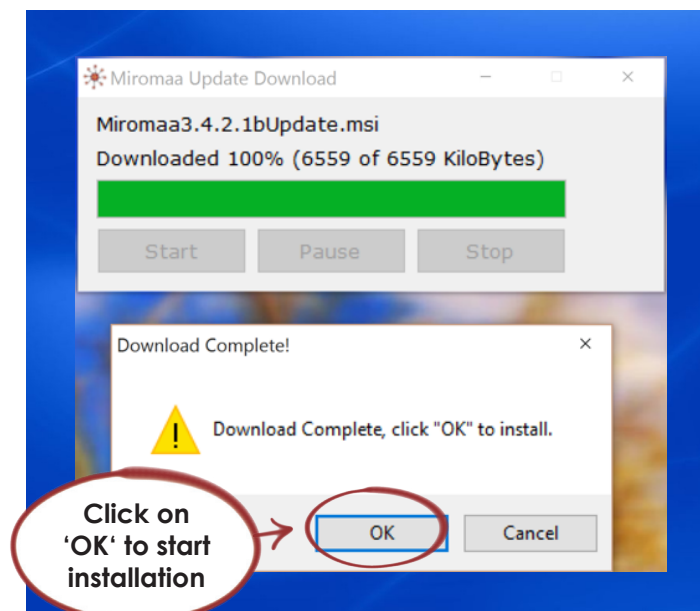 Miromaa Update Download
Miromaa3.4.2.1bUpdate.msi
Downloaded 100% (6559 of 6559 KiloBytes)
Start Pause Stop
Download Complete!
Download Complete, click "OK" to install.
Click on
‘OK‘ to start
installation
OK Cancel